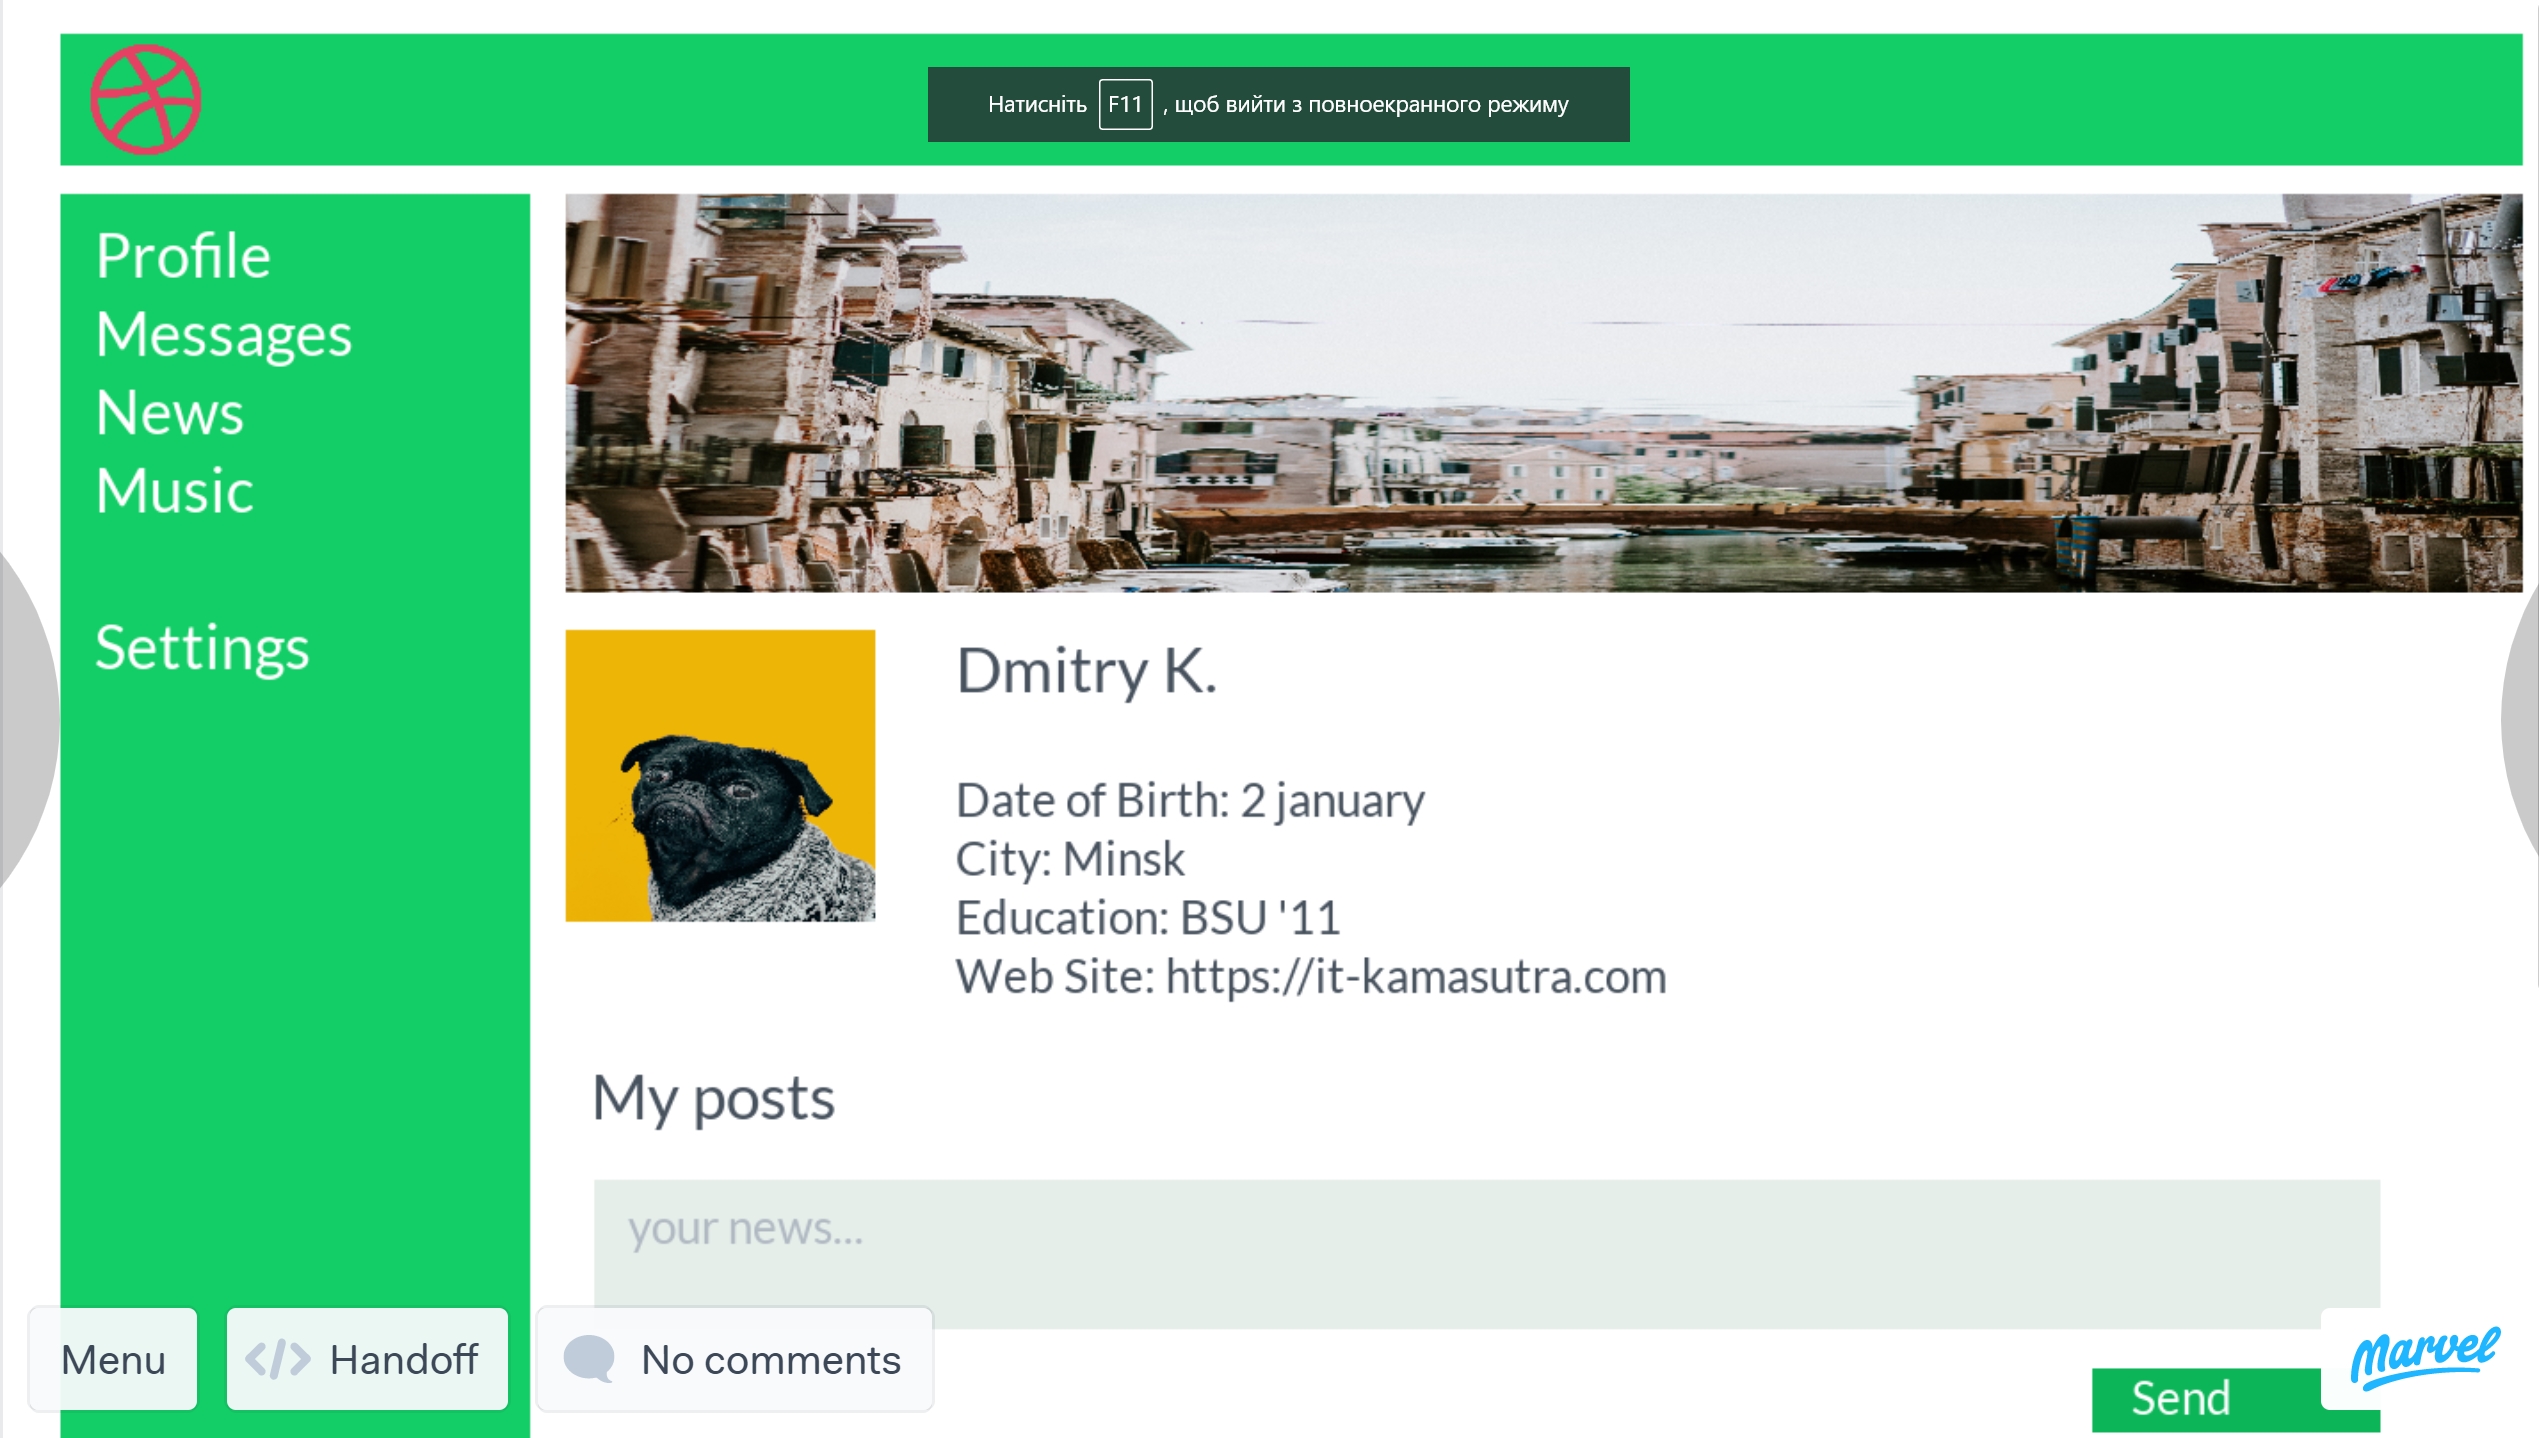 Натисніть F11 , щоб вийти з повноекранного режиму
Profile
Messages
News
Music
Settings
Dmitry K.
Date of Birth: 2 january
City: Minsk
Education: BSU '11
Web Site: https://it-kamasutra.com
My posts
your news...
Menu
Handoff
No comments
Send
Marvel